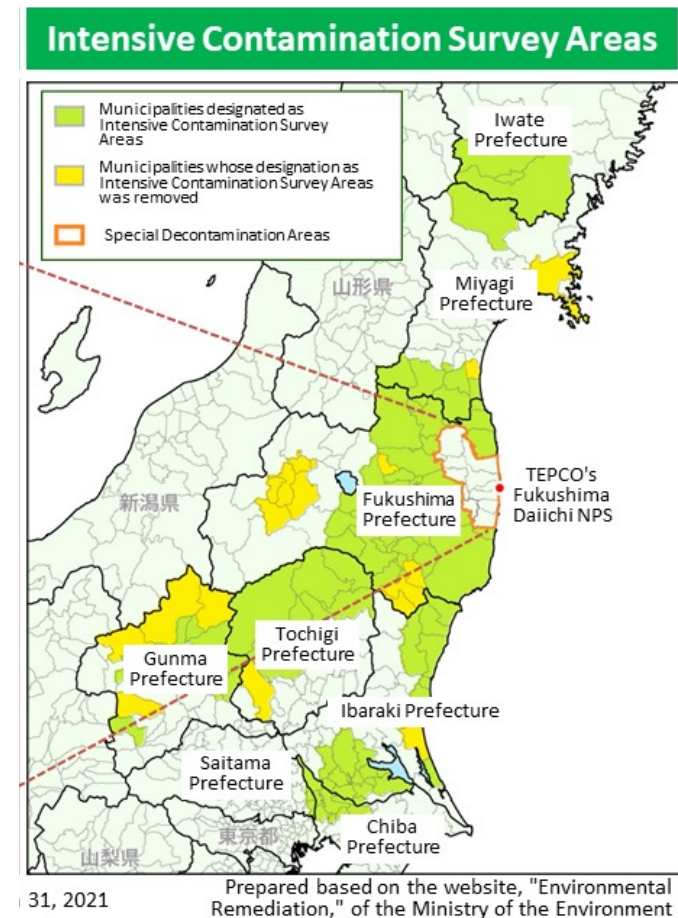 Intensive Contamination Survey Areas
Municipalities designated as
Intensive Contamination Survey
Areas
Municipalities whose designation as
Intensive Contamination Survey Areas
was removed
Special Decontamination Areas
Iwate
Prefecture
山形県
Miyagi
Prefecture
新潟県
Fukushima
Prefecture
TEPCO's
Fukushima
Daiichi NPS
Gunma
Prefecture
Tochigi
Prefecture
Ibaraki Prefecture
Saitama
Prefecture
東京都
Chiba
Prefecture
山梨県
31, 2021
Prepared based on the website, "Environmental
Remediation," of the Ministry of the Environment